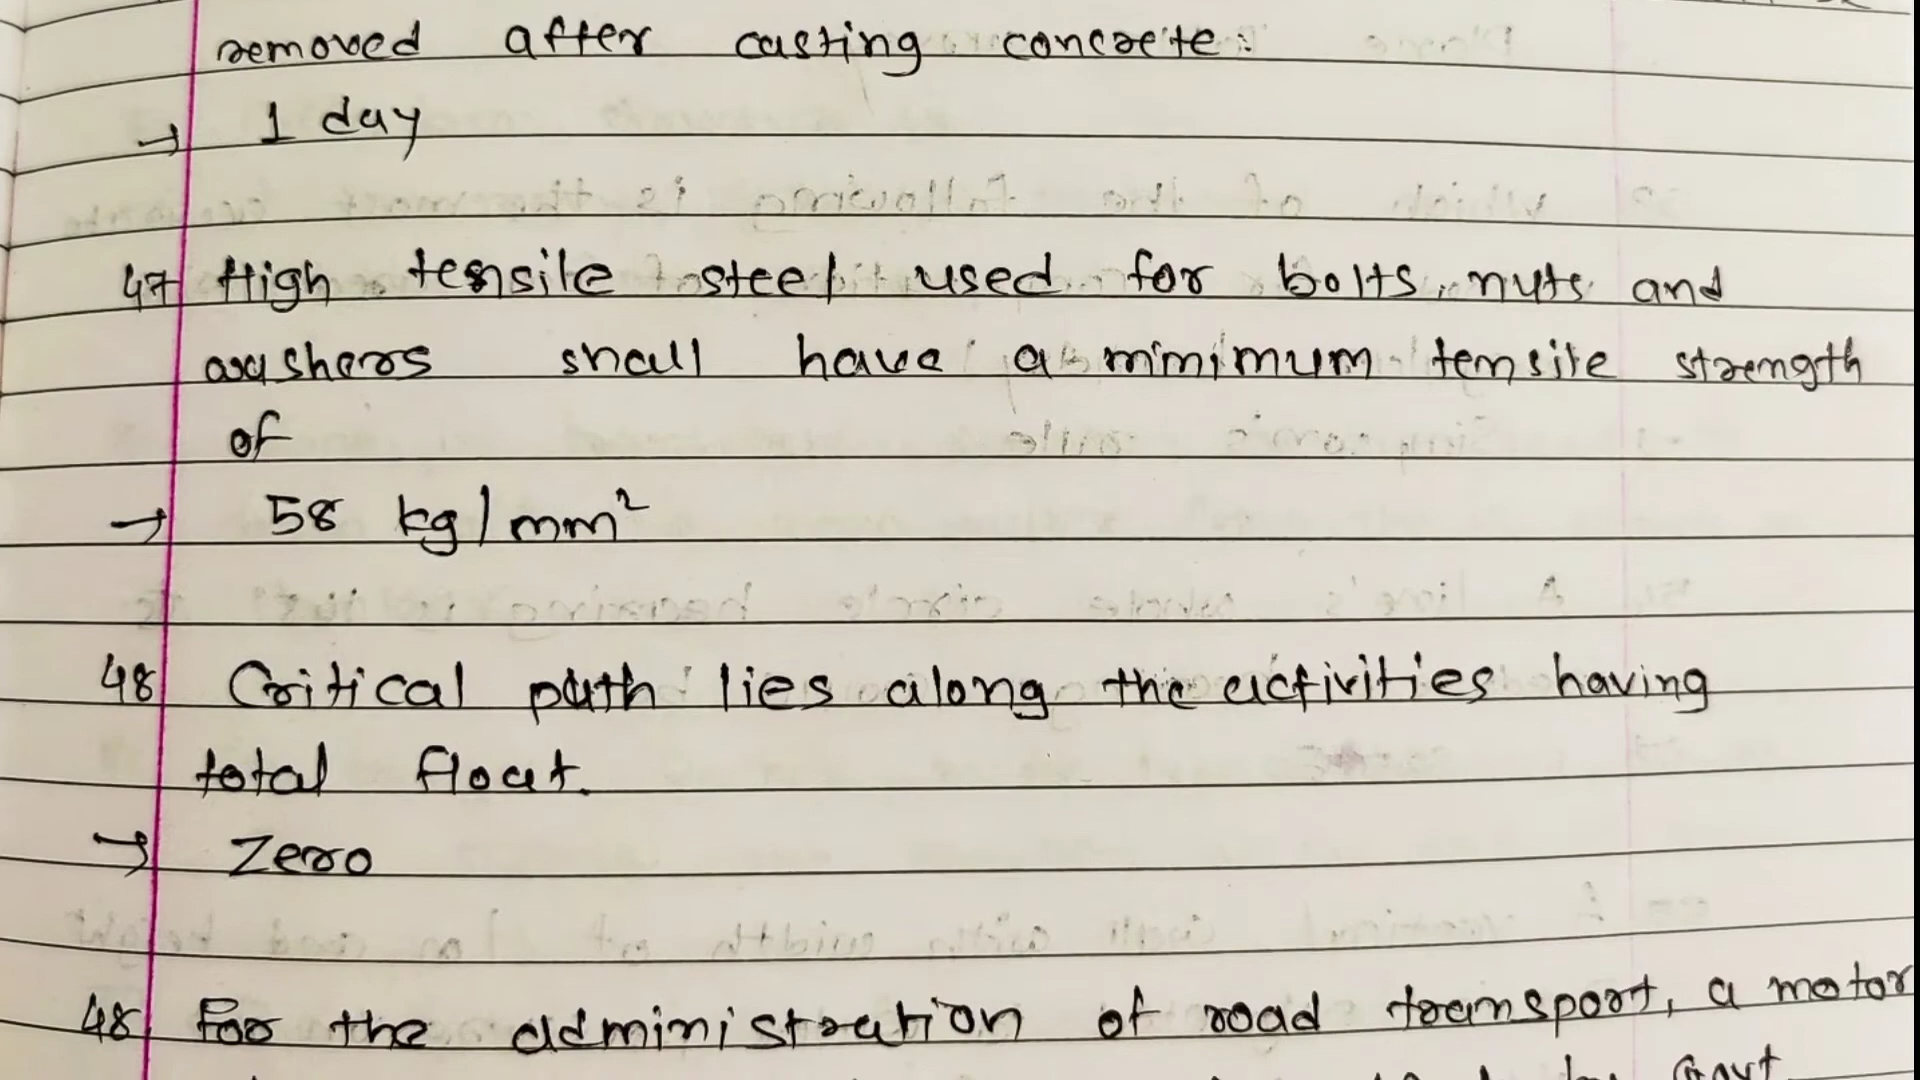 removed after casting concrete.
→ 1 day
47 High tensile steel used for bolts, nuts and
washers shall have a minimum tensile strength
of
→ 58 kg/mm²
48 Critical path lies along the activities having
total float.
→ Zero
48 For the administration of road transport, a motor
Govt